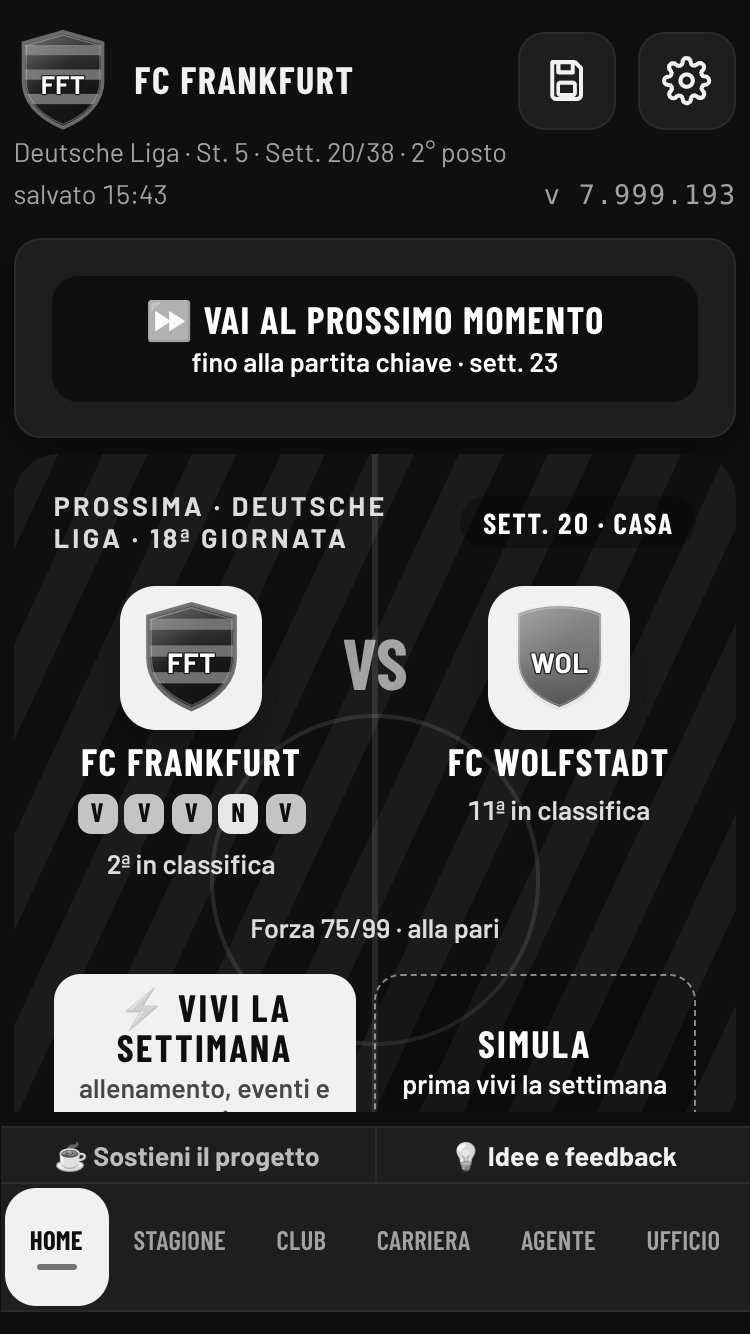 FFT
FC FRANKFURT
Deutsche Liga · St. 5 · Sett. 20/38 · 2° posto
salvato 15:43
v 7.999.193
VAI AL PROSSIMO MOMENTO
fino alla partita chiave · sett. 23
PROSSIMA · DEUTSCHE
LIGA · 18ª GIORNATA
SETT. 20 · CASA
FFT
VS
WOL
FC FRANKFURT
FC WOLFSTADT
V V V N V
11ª in classifica
2ª in classifica
Forza 75/99 · alla pari
⚡ VIVI LA
SETTIMANA
allenamento, eventi e
SIMULA
prima vivi la settimana
☕ Sostieni il progetto
💡 Idee e feedback
HOME
STAGIONE
CLUB
CARRIERA
AGENTE
UFFICIO